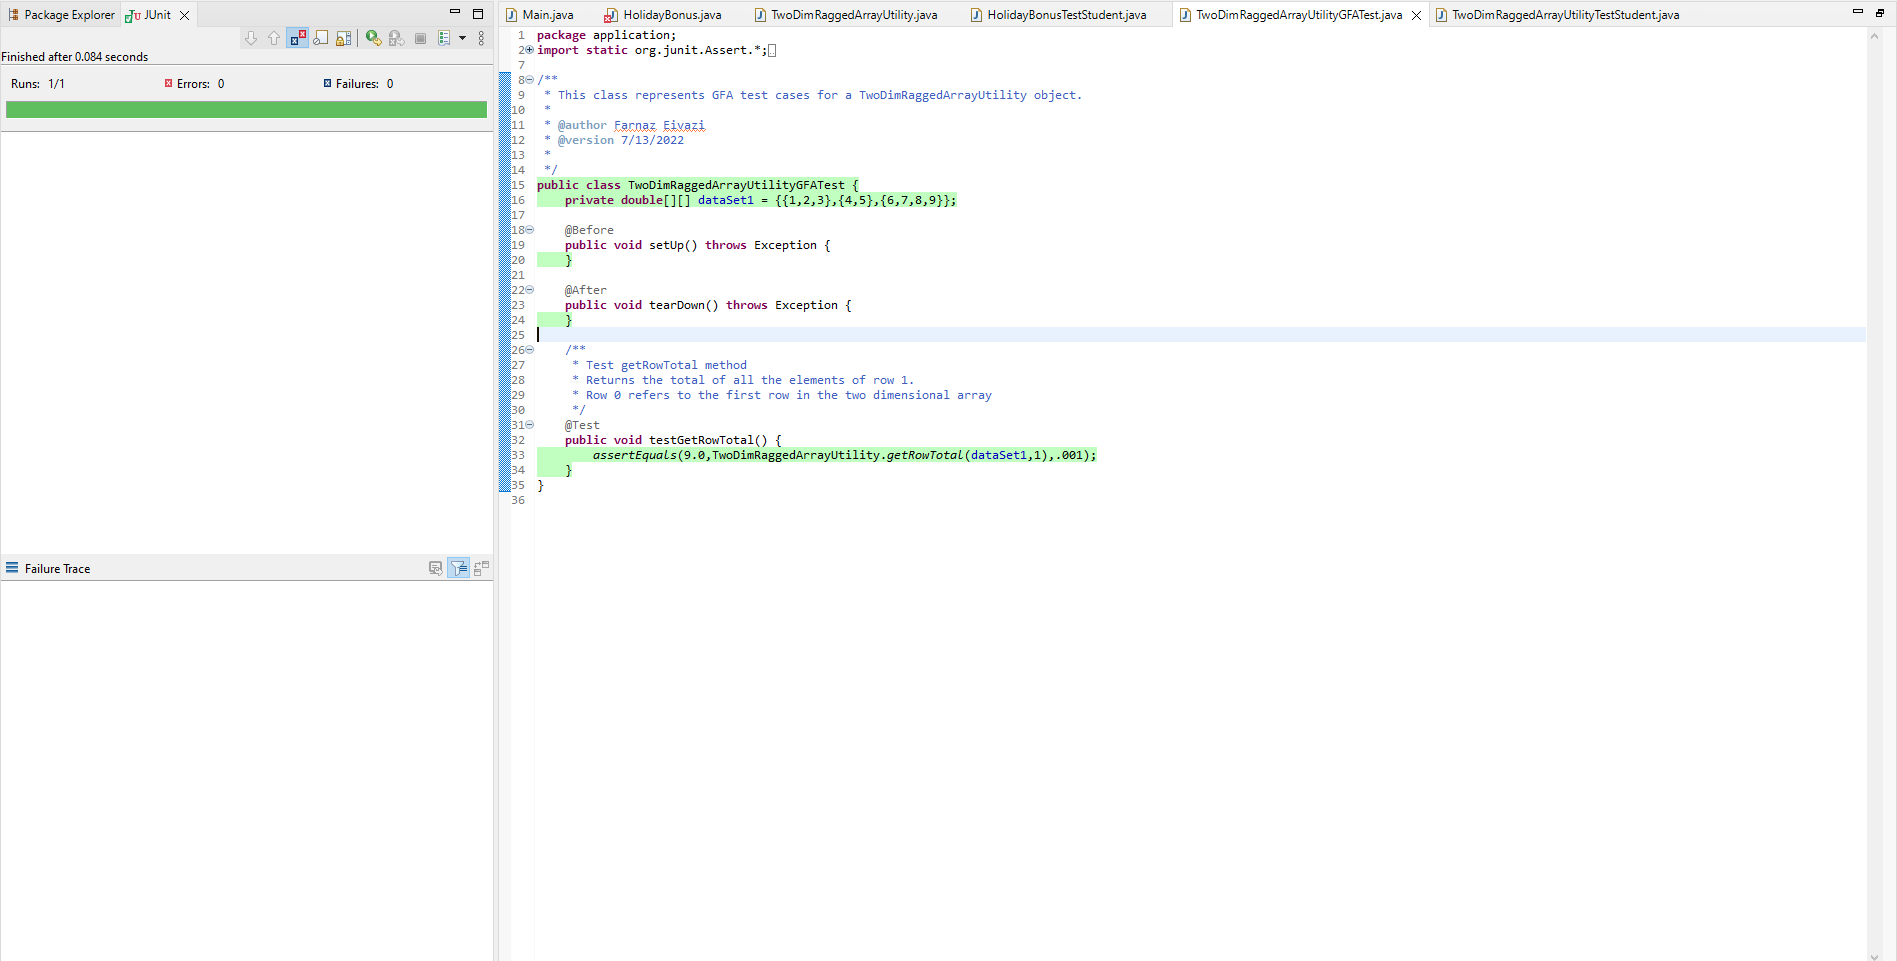 Package Explorer
JUnit
Finished after 0.084 seconds
Runs: 1/1
Errors: 0
Failures: 0
Failure Trace
Main.java
HolidayBonus.java
TwoDimRaggedArrayUtility.java
HolidayBonusTestStudent.java
TwoDimRaggedArrayUtilityGFATest.java
TwoDimRaggedArrayUtilityTestStudent.java
1 package application;
2 import static org.junit.Assert.*;
7
8 /**
9 * This class represents GFA test cases for a TwoDimRaggedArrayUtility object.
10 *
11 * @author Farnaz Eivazi
12 * @version 7/13/2022
13 *
14 */
15 public class TwoDimRaggedArrayUtilityGFATest {
16 private double[][] dataSet1 = {{1,2,3},{4,5},{6,7,8,9}};
17
18 @Before
19 public void setUp() throws Exception {
20 }
21
22 @After
23 public void tearDown() throws Exception {
24 }
25
26 /**
27 * Test getRowTotal method
28 * Returns the total of all the elements of row 1.
29 * Row 0 refers to the first row in the two dimensional array
30 */
31 @Test
32 public void testGetRowTotal() {
33 assertEquals(9.0,TwoDimRaggedArrayUtility.getRowTotal(dataSet1,1),.001);
34 }
35 }
36